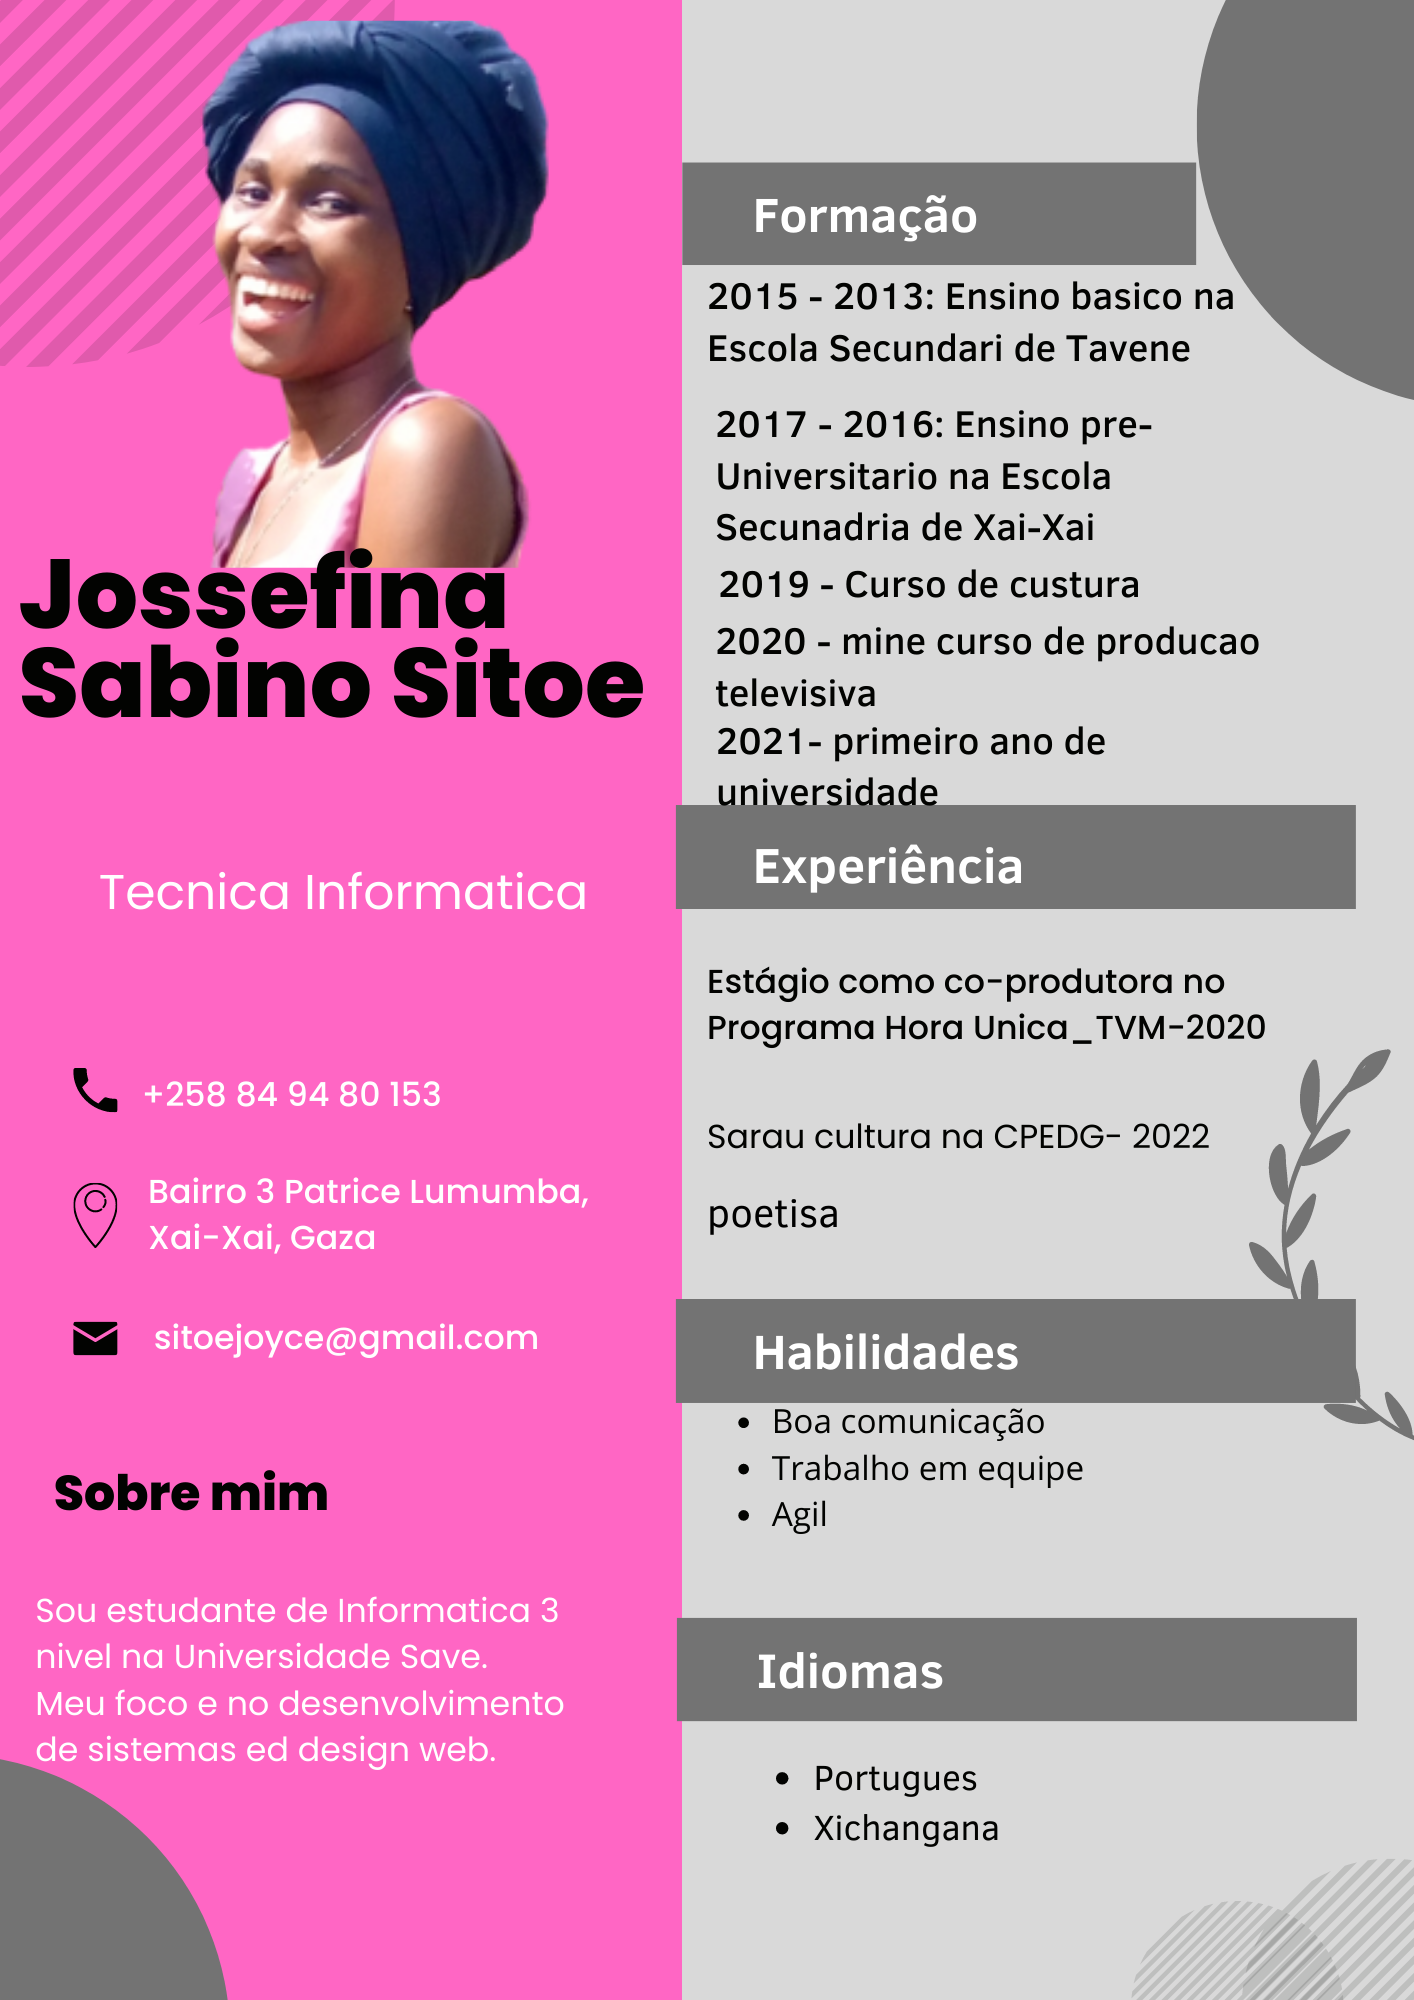 Jossefina
Sabino Sitoe
Tecnica Informatica
+258 84 94 80 153
Bairro 3 Patrice Lumumba,
Xai-Xai, Gaza
sitoejoyce@gmail.com
Sobre mim
Sou estudante de Informatica 3
nivel na Universidade Save.
Meu foco e no desenvolvimento
de sistemas ed design web.
Formação
2015 - 2013: Ensino basico na
Escola Secundari de Tavene
2017 - 2016: Ensino pre-
Universitario na Escola
Secunadria de Xai-Xai
2019 - Curso de custura
2020 - mine curso de producao
televisiva
2021- primeiro ano de
universidade
Experiência
Estágio como co-produtora no
Programa Hora Unica_TVM-2020
Sarau cultura na CPEDG- 2022
poetisa
Habilidades
• Boa comunicação
• Trabalho em equipe
• Agil
Idiomas
• Portugues
• Xichangana